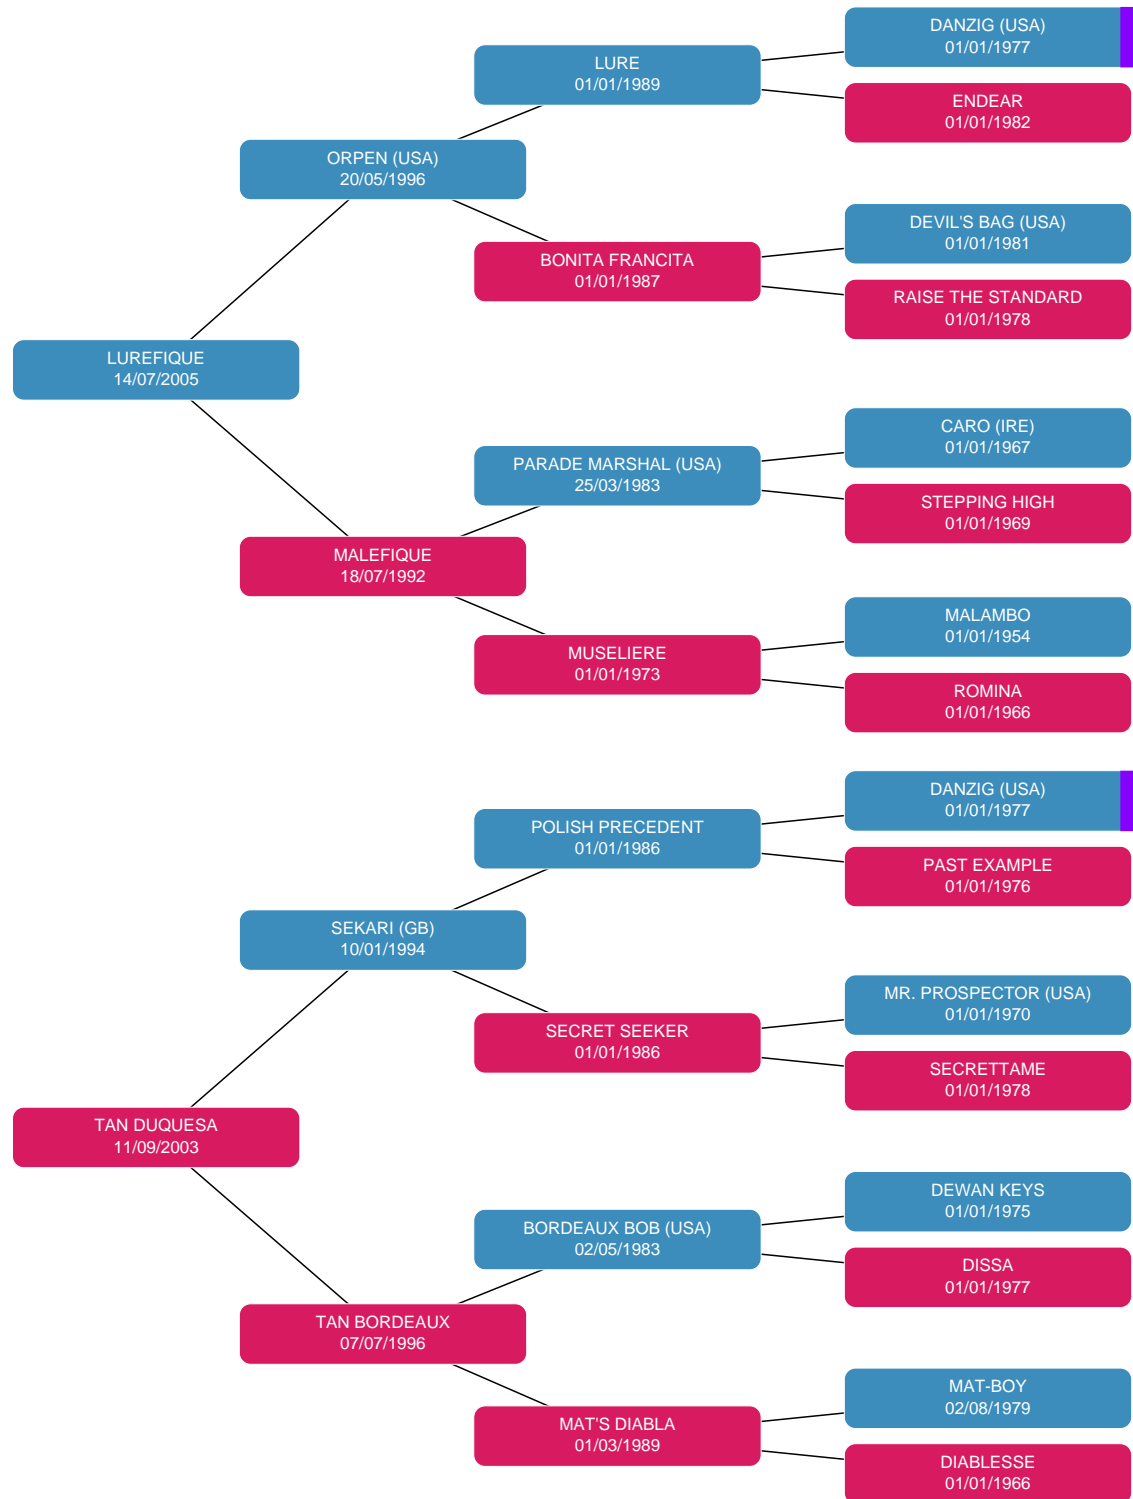 DANZIG (USA)
01/01/1977
LURE
01/01/1989
ENDEAR
01/01/1982
ORPEN (USA)
20/05/1996
DEVIL'S BAG (USA)
01/01/1981
BONITA FRANCITA
01/01/1987
RAISE THE STANDARD
01/01/1978
LUREFIQUE
14/07/2005
CARO (IRE)
01/01/1967
PARADE MARSHAL (USA)
25/03/1983
STEPPING HIGH
01/01/1969
MALEFIQUE
18/07/1992
MALAMBO
01/01/1954
MUSELIERE
01/01/1973
ROMINA
01/01/1966
DANZIG (USA)
01/01/1977
POLISH PRECEDENT
01/01/1986
PAST EXAMPLE
01/01/1976
SEKARI (GB)
10/01/1994
MR. PROSPECTOR (USA)
01/01/1970
SECRET SEEKER
01/01/1986
SECRETTAME
01/01/1978
TAN DUQUESA
11/09/2003
DEWAN KEYS
01/01/1975
BORDEAUX BOB (USA)
02/05/1983
DISSA
01/01/1977
TAN BORDEAUX
07/07/1996
MAT-BOY
02/08/1979
MAT'S DIABLA
01/03/1989
DIABLESSE
01/01/1966